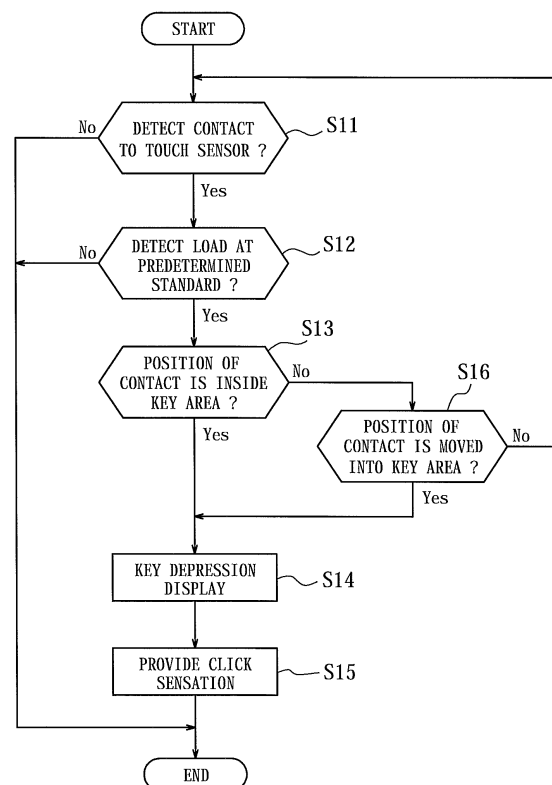 START
DETECT CONTACT
TO TOUCH SENSOR ?
S11
No
Yes
DETECT LOAD AT
PREDETERMINED
STANDARD ?
S12
No
Yes
POSITION OF
CONTACT IS INSIDE
KEY AREA ?
S13
No
Yes
POSITION OF
CONTACT IS MOVED
INTO KEY AREA ?
S16
No
Yes
KEY DEPRESSION
DISPLAY
S14
PROVIDE CLICK
SENSATION
S15
END